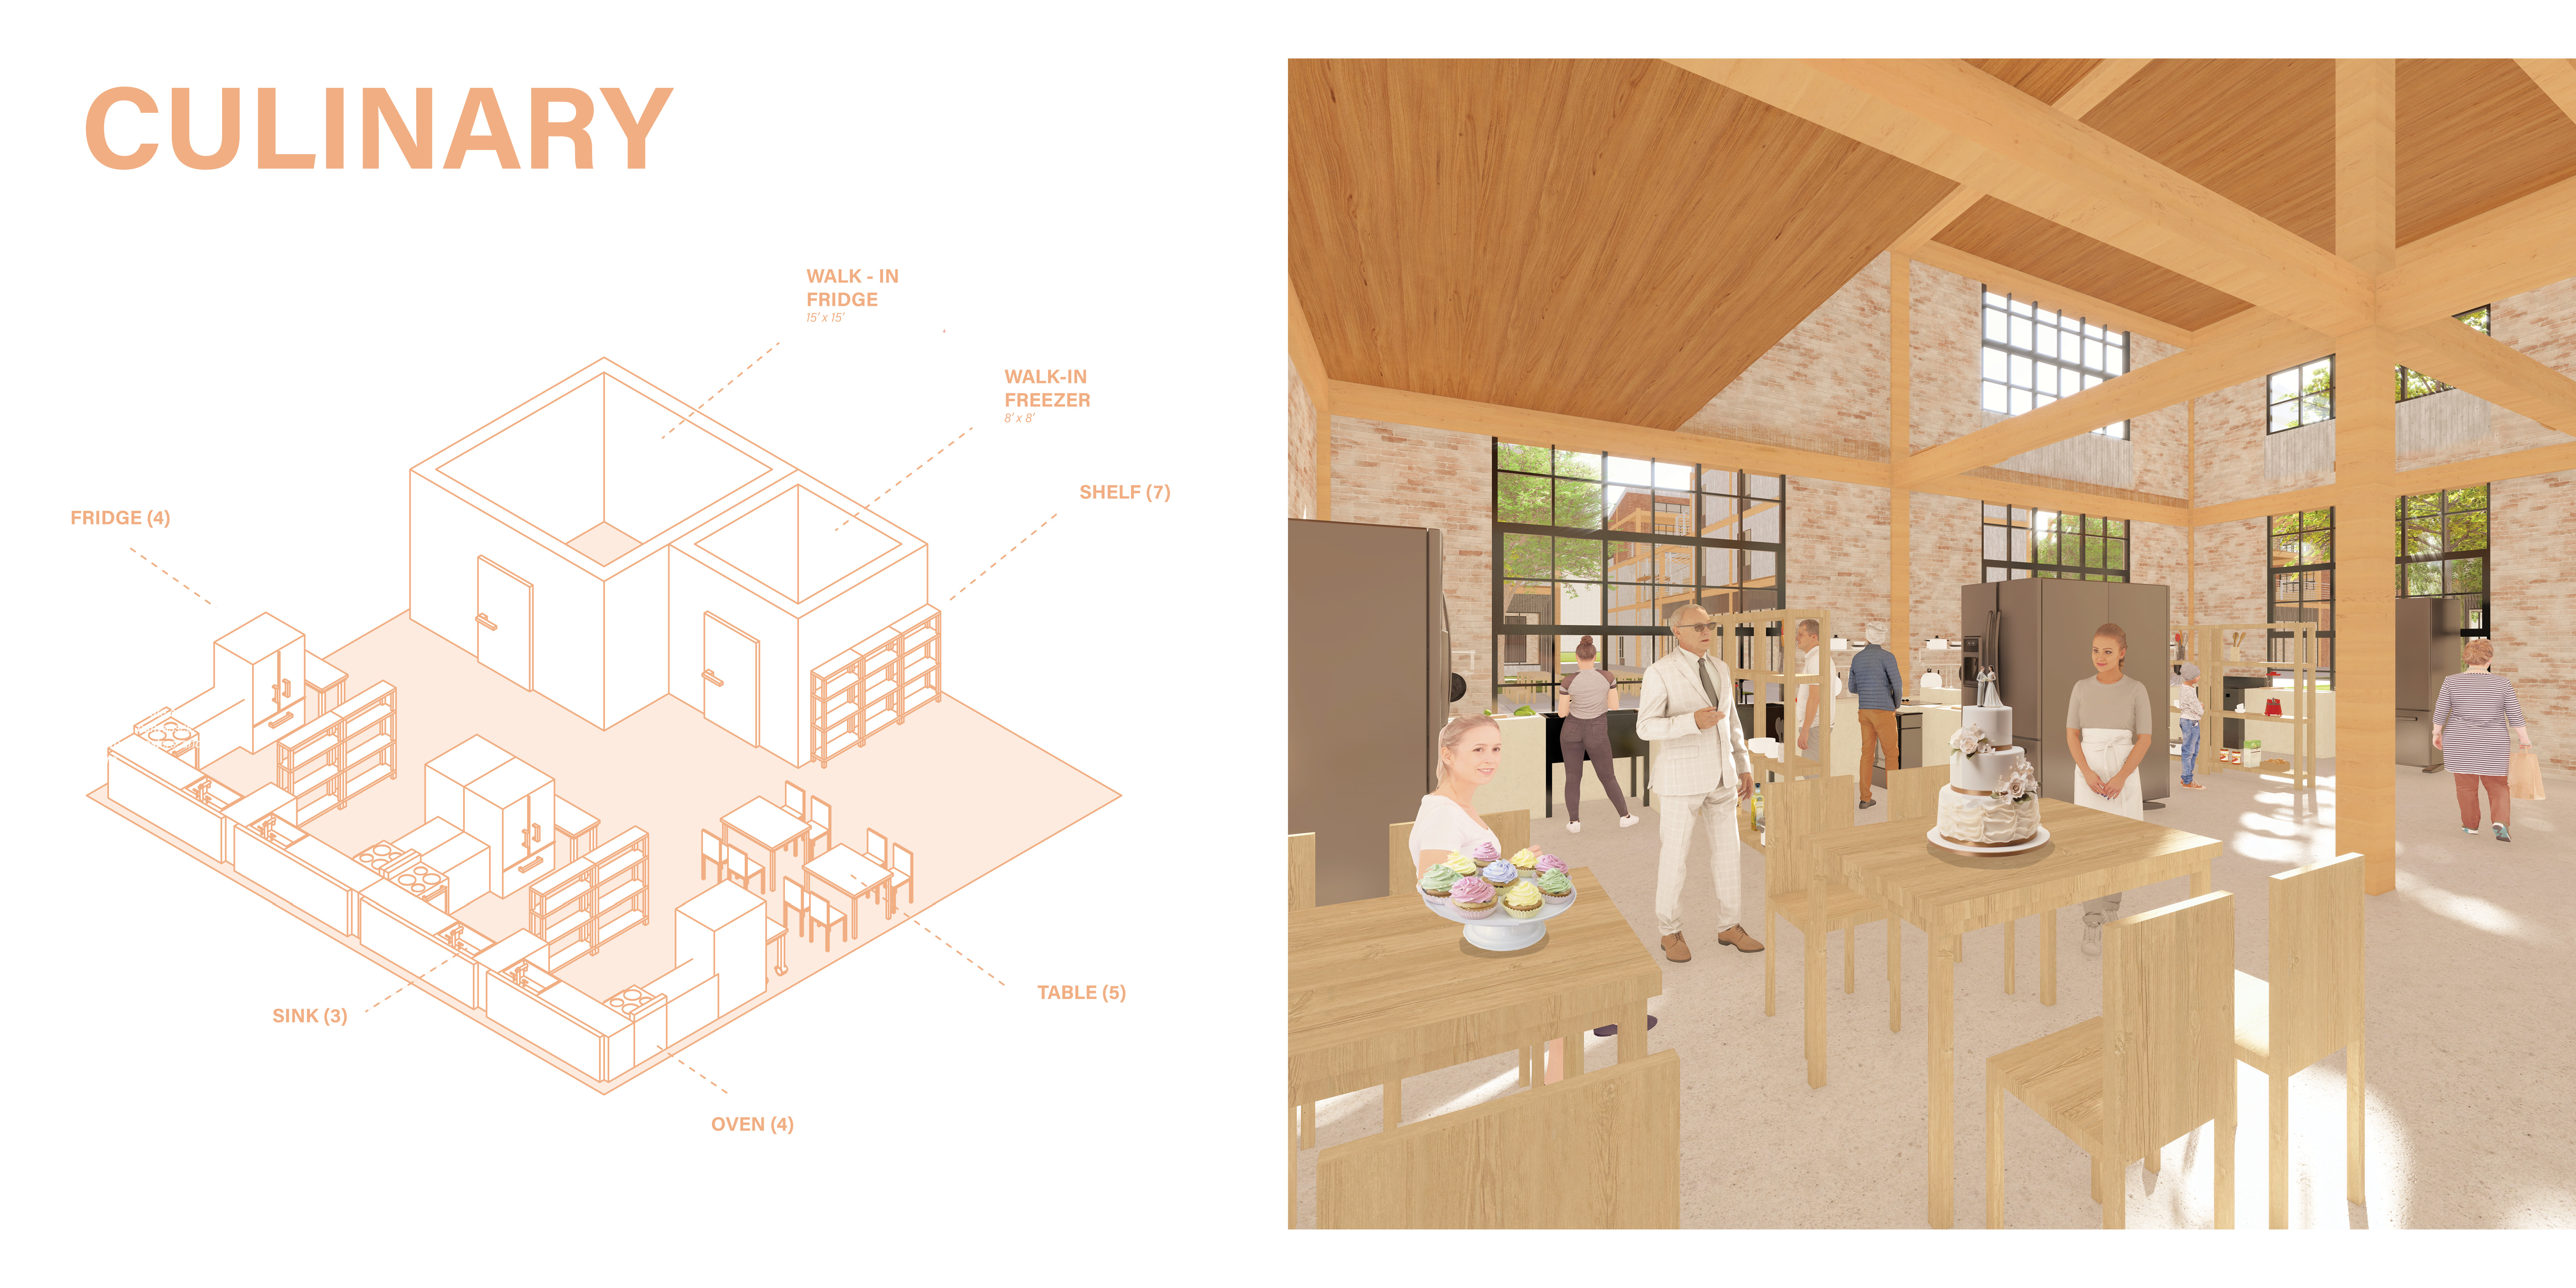 CULINARY
WALK - IN
FRIDGE
15' x 15'
WALK-IN
FREEZER
8' x 8'
SHELF (7)
FRIDGE (4)
TABLE (5)
SINK (3)
OVEN (4)